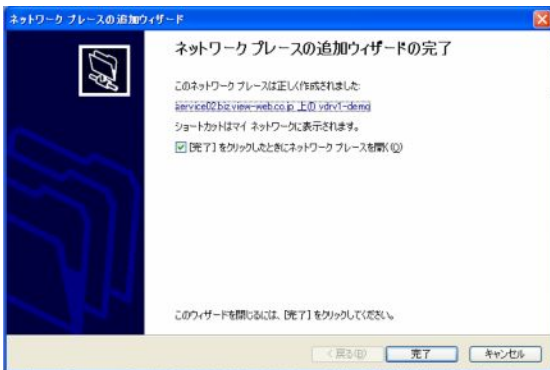 ネットワーク プレースの追加ウィザード
ネットワーク プレースの追加ウィザードの完了
このネットワーク プレースは正しく作成されました:
service02.biz.view-web.co.jp 上の ydrv1-demo
ショートカットはマイ ネットワークに表示されます。
[完了] をクリックしたときにネットワーク プレースを開く(O)
このウィザードを閉じるには、[完了] をクリックしてください。
< 戻る(B)
完了
キャンセル